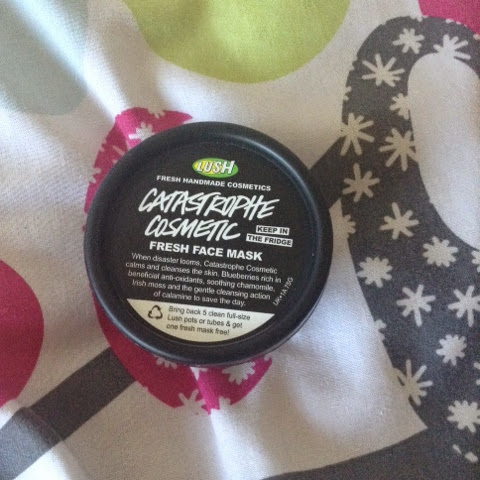 LUSH
FRESH HANDMADE COSMETICS
CATASTROPHE
COSMETIC
KEEP IN
THE FRIDGE
FRESH FACE MASK
When disaster looms, Catastrophe Cosmetic
calms and cleanses the skin. Blueberries rich in
beneficial anti-oxidants, soothing chamomile,
Irish moss and the gentle cleansing action
of calamine to save the day.
Bring back 5 clean full-size
Lush pots or tubes & get
one fresh mask free!